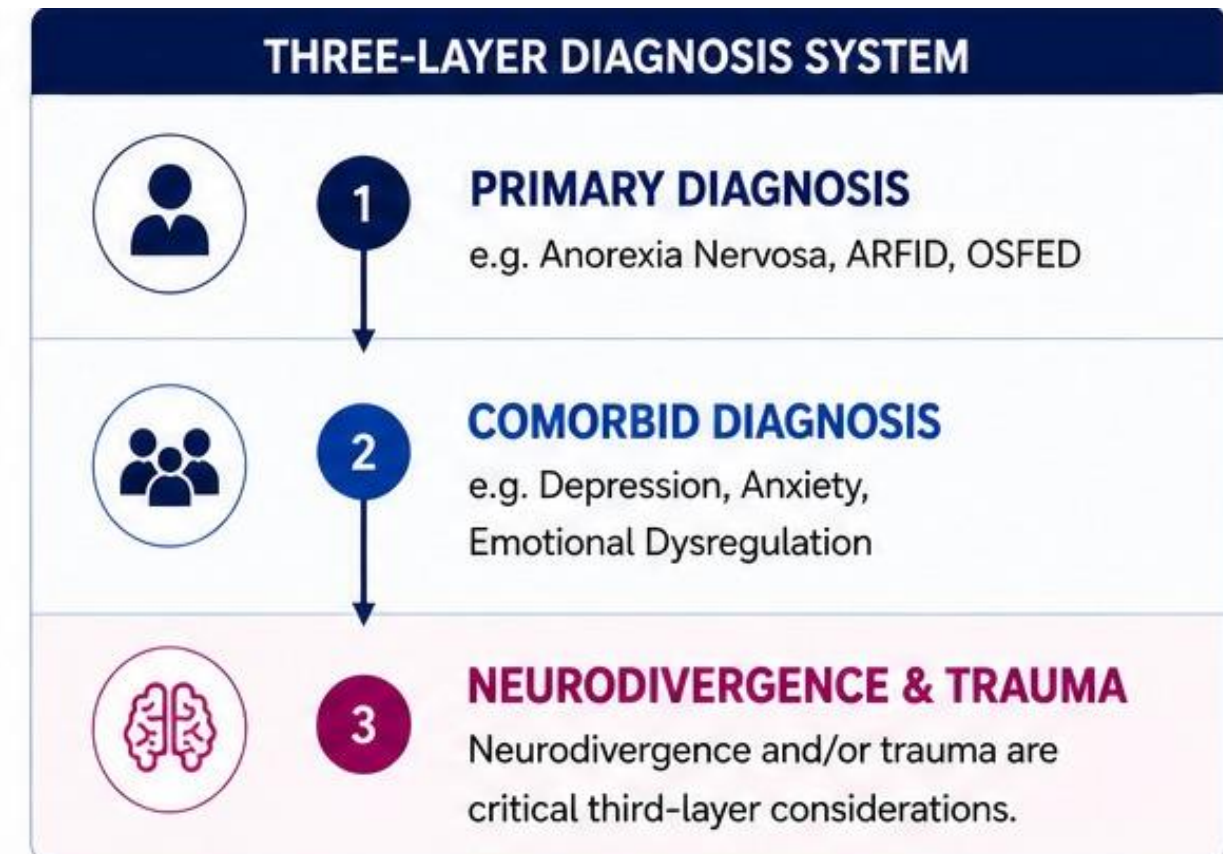 THREE-LAYER DIAGNOSIS SYSTEM
1
PRIMARY DIAGNOSIS
e.g. Anorexia Nervosa, ARFID, OSFED
2
COMORBID DIAGNOSIS
e.g. Depression, Anxiety,
Emotional Dysregulation
3
NEURODIVERGENCE & TRAUMA
Neurodivergence and/or trauma are
critical third-layer considerations.